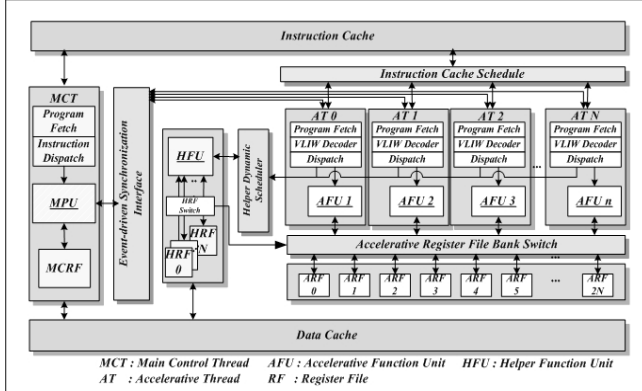 Instruction Cache
Instruction Cache Schedule
MCT
Program
Fetch
Instruction
Dispatch
MPU
MCRF
Event-driven Synchronization
Interface
HFU
..
HRF
Switch
HRF
0
HRF
N
Helper Dynamic
Scheduler
AT 0
Program Fetch
VLIW Decoder
Dispatch
AFU 1
AT 1
Program Fetch
VLIW Decoder
Dispatch
AFU 2
AT 2
Program Fetch
VLIW Decoder
Dispatch
AFU 3
...
AT N
Program Fetch
VLIW Decoder
Dispatch
AFU n
Accelerative Register File Bank Switch
...
ARF
0
ARF
1
ARF
2
ARF
3
ARF
4
ARF
5
...
ARF
2N
Data Cache
MCT : Main Control Thread AFU : Accelerative Function Unit HFU : Helper Function Unit
AT : Accelerative Thread RF : Register File